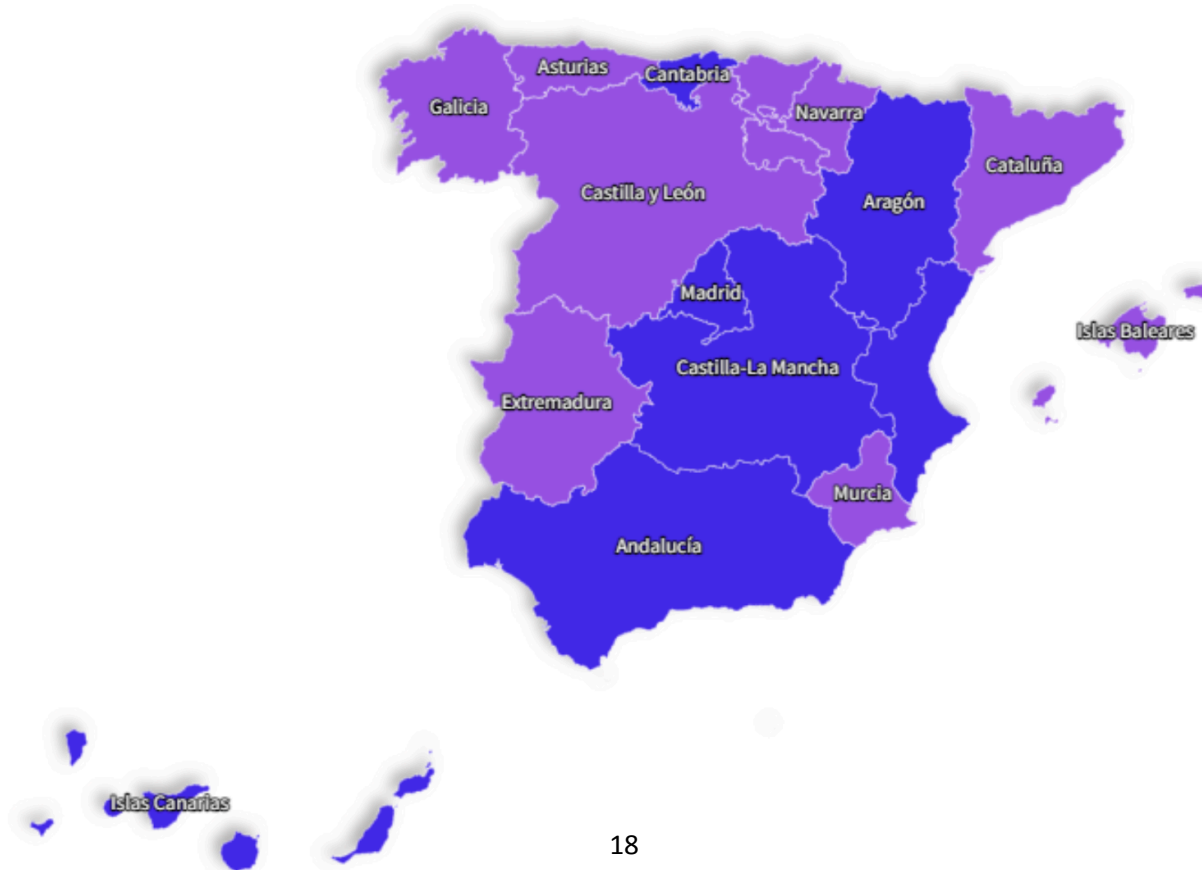 Asturias
Cantabria
Galicia
Navarra
Cataluña
Castilla y León
Aragón
Madrid
Islas Baleares
Castilla-La Mancha
Extremadura
Murcia
Andalucía
Islas Canarias
18